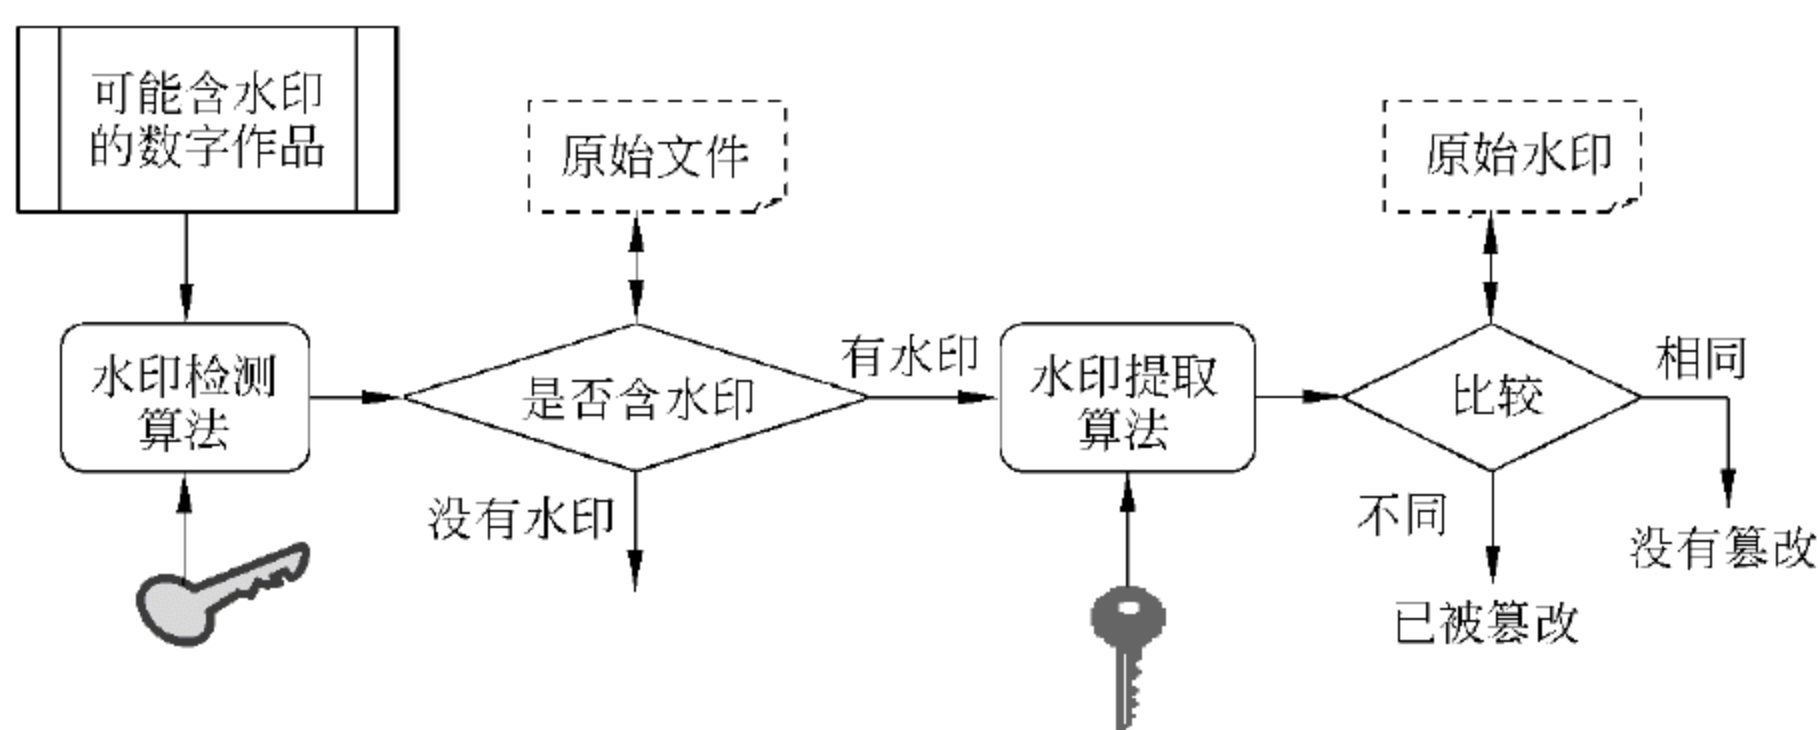 可能含水印
的数字作品
原始文件
原始水印
水印检测
算法
是否含水印
有水印
水印提取
算法
比较
相同
没有水印
不同
没有篡改
已被篡改